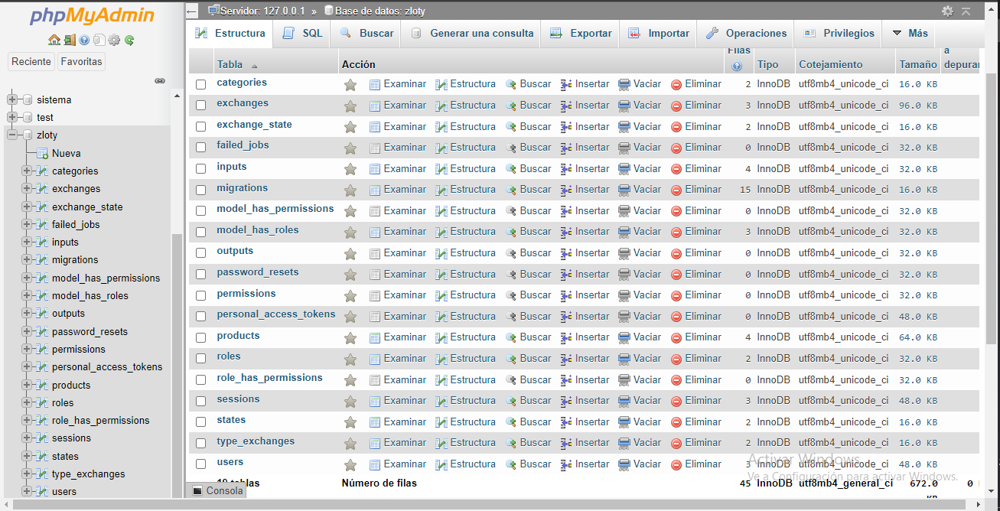 phpMyAdmin
Reciente Favoritas
sistema
test
zloty
Nueva
categories
exchanges
exchange_state
failed_jobs
inputs
migrations
model_has_permissions
model_has_roles
outputs
password_resets
permissions
personal_access_tokens
products
roles
role_has_permissions
sessions
states
type_exchanges
users
Servidor: 127.0.0.1 » Base de datos: zloty
Estructura SQL Buscar Generar una consulta Exportar Importar Operaciones Privilegios Más
Filas a
Tabla Acción Tipo Cotejamiento Tamaño depurar
categories Examinar Estructura Buscar Insertar Vaciar Eliminar 2 InnoDB utf8mb4_unicode_ci 16.0 KB
exchanges Examinar Estructura Buscar Insertar Vaciar Eliminar 3 InnoDB utf8mb4_unicode_ci 96.0 KB
exchange_state Examinar Estructura Buscar Insertar Vaciar Eliminar 2 InnoDB utf8mb4_unicode_ci 16.0 KB
failed_jobs Examinar Estructura Buscar Insertar Vaciar Eliminar 0 InnoDB utf8mb4_unicode_ci 32.0 KB
inputs Examinar Estructura Buscar Insertar Vaciar Eliminar 4 InnoDB utf8mb4_unicode_ci 32.0 KB
migrations Examinar Estructura Buscar Insertar Vaciar Eliminar 15 InnoDB utf8mb4_unicode_ci 16.0 KB
model_has_permissions Examinar Estructura Buscar Insertar Vaciar Eliminar 0 InnoDB utf8mb4_unicode_ci 32.0 KB
model_has_roles Examinar Estructura Buscar Insertar Vaciar Eliminar 3 InnoDB utf8mb4_unicode_ci 32.0 KB
outputs Examinar Estructura Buscar Insertar Vaciar Eliminar 0 InnoDB utf8mb4_unicode_ci 32.0 KB
password_resets Examinar Estructura Buscar Insertar Vaciar Eliminar 0 InnoDB utf8mb4_unicode_ci 32.0 KB
permissions Examinar Estructura Buscar Insertar Vaciar Eliminar 0 InnoDB utf8mb4_unicode_ci 32.0 KB
personal_access_tokens Examinar Estructura Buscar Insertar Vaciar Eliminar 0 InnoDB utf8mb4_unicode_ci 48.0 KB
products Examinar Estructura Buscar Insertar Vaciar Eliminar 4 InnoDB utf8mb4_unicode_ci 64.0 KB
roles Examinar Estructura Buscar Insertar Vaciar Eliminar 2 InnoDB utf8mb4_unicode_ci 32.0 KB
role_has_permissions Examinar Estructura Buscar Insertar Vaciar Eliminar 0 InnoDB utf8mb4_unicode_ci 32.0 KB
sessions Examinar Estructura Buscar Insertar Vaciar Eliminar 3 InnoDB utf8mb4_unicode_ci 48.0 KB
states Examinar Estructura Buscar Insertar Vaciar Eliminar 2 InnoDB utf8mb4_unicode_ci 16.0 KB
type_exchanges Examinar Estructura Buscar Insertar Vaciar Eliminar 2 InnoDB utf8mb4_unicode_ci 16.0 KB
users Examinar Estructura Buscar Insertar Vaciar Eliminar 3 InnoDB utf8mb4_unicode_ci 48.0 KB
19 tablas Número de filas 45 InnoDB utf8mb4_general_ci 672.0 0
KB
Consola
Activar Windows
Ve a Configuración para activar Windows.